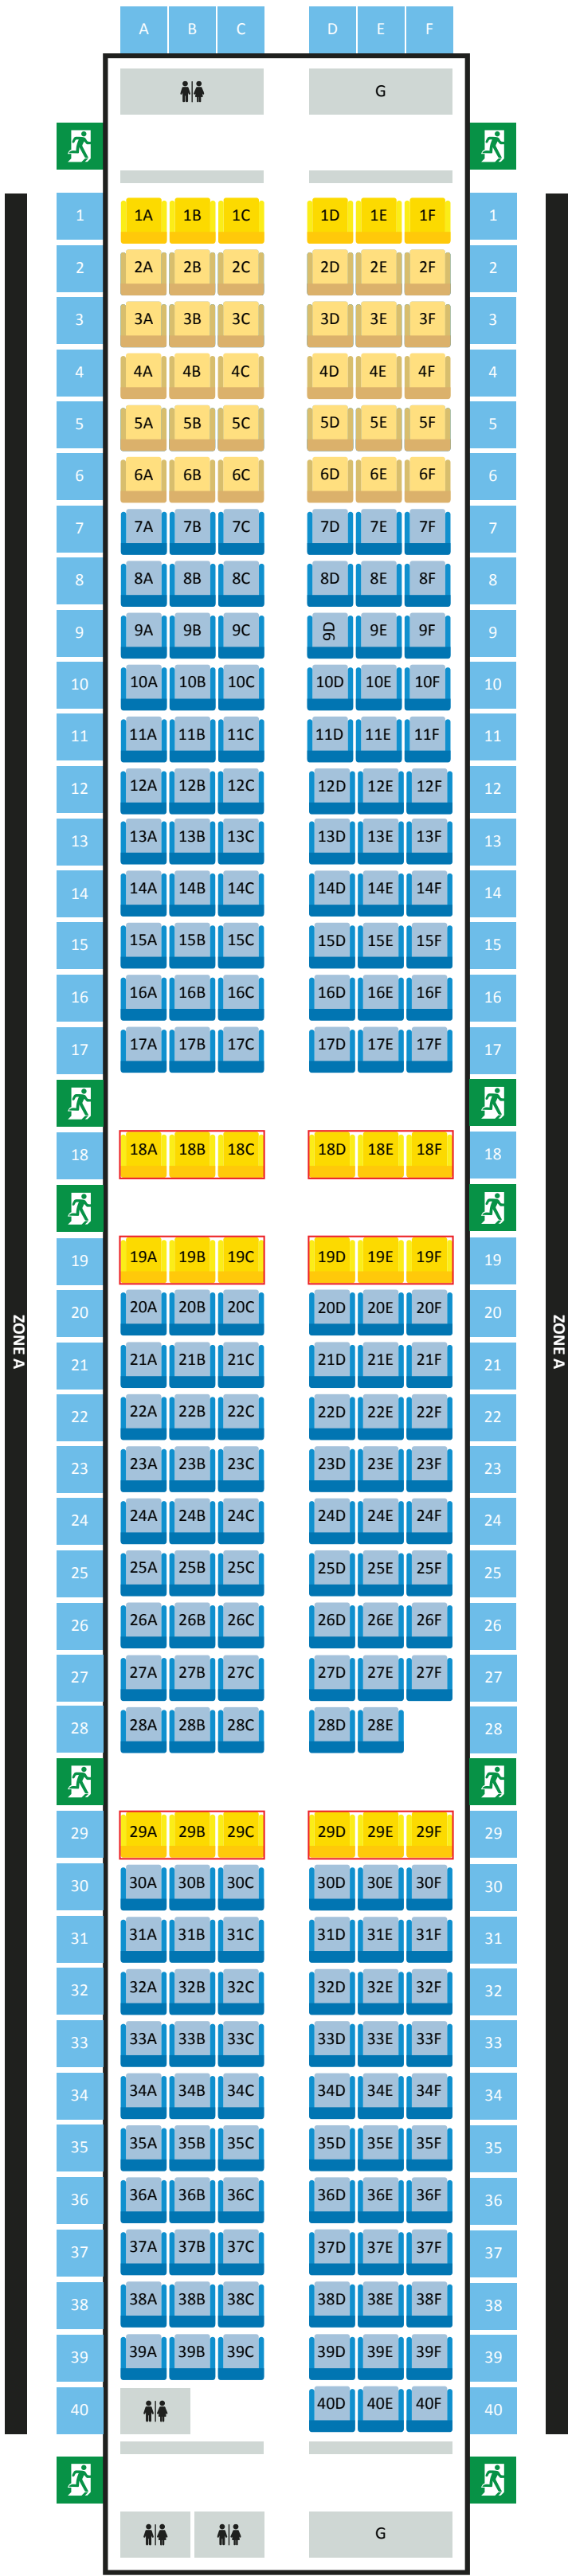 A B C D E F
G
1 1A 1B 1C 1D 1E 1F 1
2 2A 2B 2C 2D 2E 2F 2
3 3A 3B 3C 3D 3E 3F 3
4 4A 4B 4C 4D 4E 4F 4
5 5A 5B 5C 5D 5E 5F 5
6 6A 6B 6C 6D 6E 6F 6
7 7A 7B 7C 7D 7E 7F 7
8 8A 8B 8C 8D 8E 8F 8
9 9A 9B 9C 9D 9E 9F 9
10 10A 10B 10C 10D 10E 10F 10
11 11A 11B 11C 11D 11E 11F 11
12 12A 12B 12C 12D 12E 12F 12
13 13A 13B 13C 13D 13E 13F 13
14 14A 14B 14C 14D 14E 14F 14
15 15A 15B 15C 15D 15E 15F 15
16 16A 16B 16C 16D 16E 16F 16
17 17A 17B 17C 17D 17E 17F 17
18 18A 18B 18C 18D 18E 18F 18
19 19A 19B 19C 19D 19E 19F 19
20 20A 20B 20C 20D 20E 20F 20
ZONE A ZONE A
21 21A 21B 21C 21D 21E 21F 21
22 22A 22B 22C 22D 22E 22F 22
23 23A 23B 23C 23D 23E 23F 23
24 24A 24B 24C 24D 24E 24F 24
25 25A 25B 25C 25D 25E 25F 25
26 26A 26B 26C 26D 26E 26F 26
27 27A 27B 27C 27D 27E 27F 27
28 28A 28B 28C 28D 28E 28
29 29A 29B 29C 29D 29E 29F 29
30 30A 30B 30C 30D 30E 30F 30
31 31A 31B 31C 31D 31E 31F 31
32 32A 32B 32C 32D 32E 32F 32
33 33A 33B 33C 33D 33E 33F 33
34 34A 34B 34C 34D 34E 34F 34
35 35A 35B 35C 35D 35E 35F 35
36 36A 36B 36C 36D 36E 36F 36
37 37A 37B 37C 37D 37E 37F 37
38 38A 38B 38C 38D 38E 38F 38
39 39A 39B 39C 39D 39E 39F 39
40 40D 40E 40F 40
G